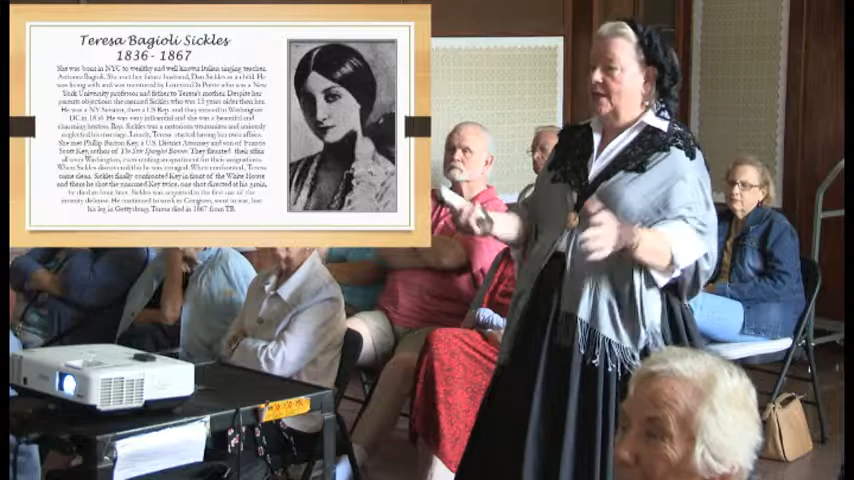 Teresa Bagioli Sickles
1836- 1867
She was born in NYC to wealthy and well known Italian singing teacher,
Antonio Bagioli. She met her future husband, Dan Sickles as a child. He
was living with and was mentored by Lorenzo Da Ponte who was a New
York University professor and father to Teresa's mother. Despite her
parents objections she married Sickles who was 15 years older then her.
He was a NY Senator, then a US Rep. and they moved to Washington
DC in 1856. He was very influential and she was a beautiful and
charming hostess. Rep. Sickles was a notorious womanizer and seriously
neglected his marriage. Lonely, Teresa started having her own affairs.
She met Phillip Barton Key, a U.S. District Attorney and son of Francis
Scott Key, author of The Star Spangled Banner. They flaunted their affair
all over Washington, even renting an apartment for their assignations.
When Sickles discovered this he was enraged. When confronted, Teresa
came clean. Sickles finally confronted Key in front of the White House
and there he shot the unarmed Key twice, one shot directed at his groin,
he died an hour later. Sickles was acquitted in the first use of the
insanity defense. He continued to work in Congress, went to war, lost
his leg in Gettysburg. Teresa died in 1867 from TB.